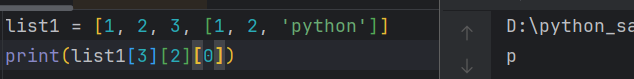 list1 = [1, 2, 3, [1, 2, 'python']]
print(list1[3][2][0])
D:\python_sa
↑
↓
p